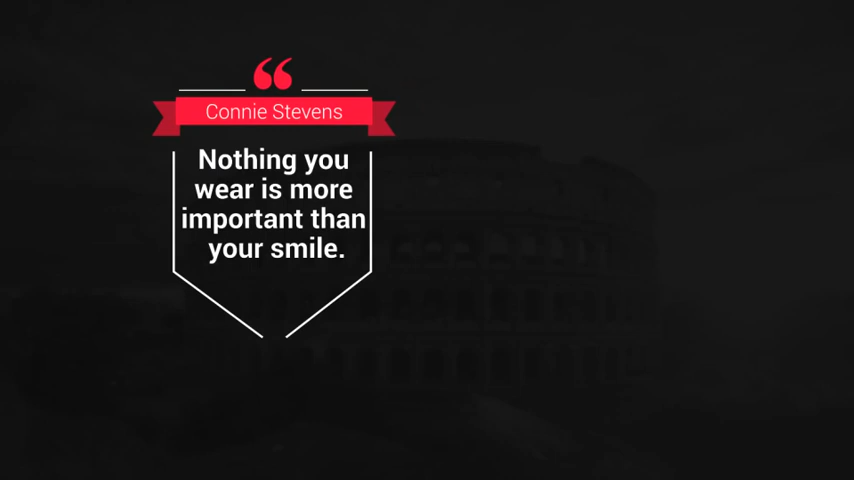 Connie Stevens
Nothing you
wear is more
important than
your smile.